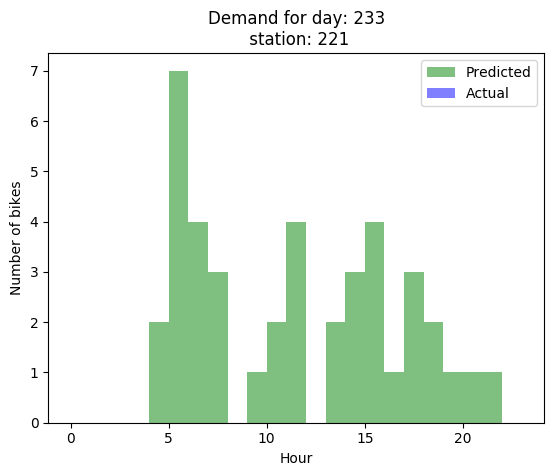 Demand for day: 233
station: 221
Predicted
Actual
7
6
5
4
3
2
1
0
Number of bikes
0 5 10 15 20
Hour